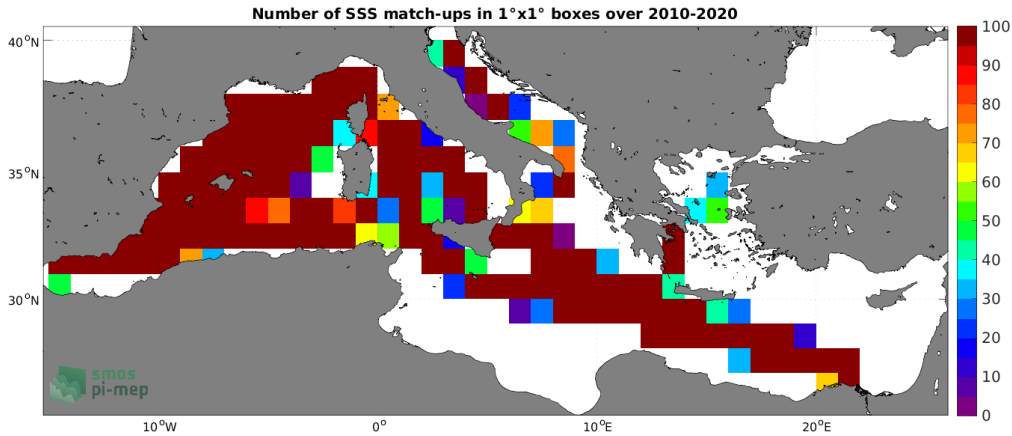 Number of SSS match-ups in 1°x1° boxes over 2010-2020
40°N
35°N
30°N
10°W
0°
10°E
20°E
100
90
80
70
60
50
40
30
20
10
0
smos
pi-mep